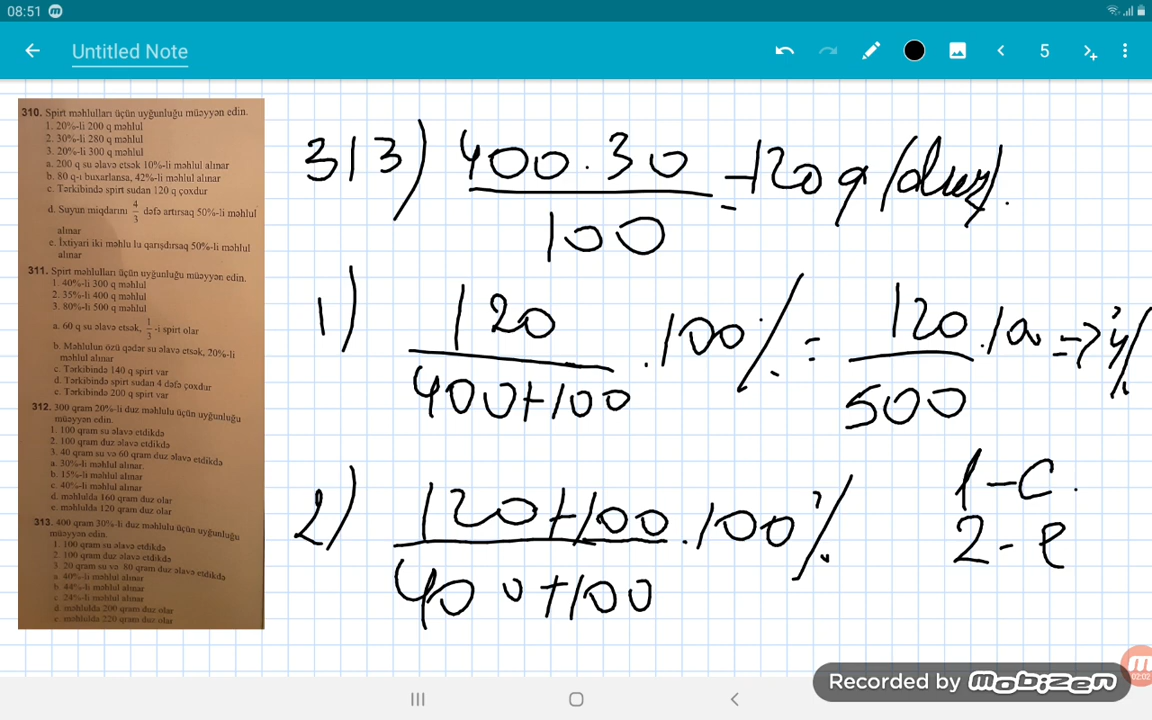 08:51
Untitled Note
5
310. Spirt məhlulları üçün uyğunluğu müəyyən edin.
1. 20%-li 200 q məhlul
2. 30%-li 280 q məhlul
3. 20%-li 300 q məhlul
a. 200 q su əlavə etsək 10%-li məhlul alınar
b. 80 q-ı buxarlansa, 42%-li məhlul alınar
c. Tərkibində spirt sudan 120 q çoxdur
d. Suyun miqdarını 4/3 dəfə artırsaq 50%-li məhlul
alınar
e. İxtiyari iki məhlu lu qarışdırsaq 50%-li məhlul
alınar
311. Spirt məhlulları üçün uyğunluğu müəyyən edin.
1. 40%-li 300 q məhlul
2. 35%-li 400 q məhlul
3. 80%-li 500 q məhlul
a. 60 q su əlavə etsək, 1/3-i spirt olar
b. Məhlulun özü qədər su əlavə etsək, 20%-li
məhlul alınar
c. Tərkibində 140 q spirt var
d. Tərkibində spirt sudan 4 dəfə çoxdur
e. Tərkibində 200 q spirt var
312. 300 qram 20%-li duz məhlulu üçün uyğunluğu
müəyyən edin.
1. 100 qram su əlavə etdikdə
2. 100 qram duz əlavə etdikdə
3. 40 qram su və 60 qram duz əlavə etdikdə
a. 30%-li məhlul alınar.
b. 15%-li məhlul alınar
c. 40%-li məhlul alınar
d. məhlulda 160 qram duz olar
e. məhlulda 120 qram duz olar
313. 400 qram 30%-li duz məhlulu üçün uyğunluğu
müəyyən edin.
1. 100 qram su əlavə etdikdə
2. 100 qram duz əlavə etdikdə
3. 20 qram su və 80 qram duz əlavə etdikdə
a. 40%-li məhlul alınar
b. 44%-li məhlul alınar
c. 24%-li məhlul alınar
d. məhlulda 200 qram duz olar
e. məhlulda 220 qram duz olar
313) 400·30/100 = 120 q /duz/.
1) 120/400+100 · 100% = 120/500 · 100 =24%
2) 120+100/400+100 · 100%
1-c.
2-e
Recorded by mobizen
02:02